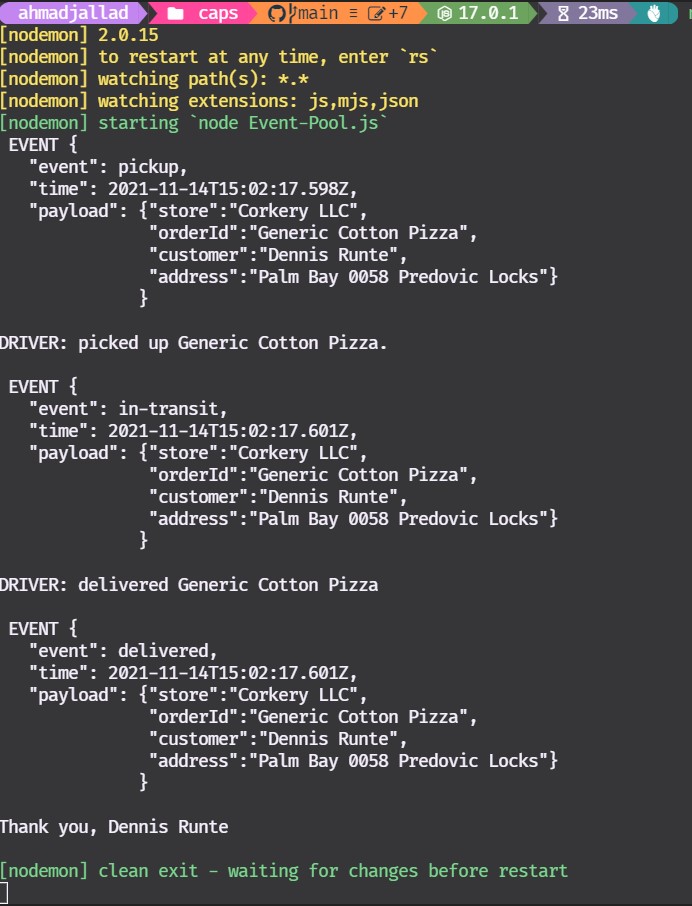 ahmadjallad caps main ≡ +7 17.0.1 23ms
[nodemon] 2.0.15
[nodemon] to restart at any time, enter `rs`
[nodemon] watching path(s): *.*
[nodemon] watching extensions: js,mjs,json
[nodemon] starting `node Event-Pool.js`
EVENT {
"event": pickup,
"time": 2021-11-14T15:02:17.598Z,
"payload": {"store":"Corkery LLC",
"orderId":"Generic Cotton Pizza",
"customer":"Dennis Runte",
"address":"Palm Bay 0058 Predovic Locks"}
}
DRIVER: picked up Generic Cotton Pizza.
EVENT {
"event": in-transit,
"time": 2021-11-14T15:02:17.601Z,
"payload": {"store":"Corkery LLC",
"orderId":"Generic Cotton Pizza",
"customer":"Dennis Runte",
"address":"Palm Bay 0058 Predovic Locks"}
}
DRIVER: delivered Generic Cotton Pizza
EVENT {
"event": delivered,
"time": 2021-11-14T15:02:17.601Z,
"payload": {"store":"Corkery LLC",
"orderId":"Generic Cotton Pizza",
"customer":"Dennis Runte",
"address":"Palm Bay 0058 Predovic Locks"}
}
Thank you, Dennis Runte
[nodemon] clean exit - waiting for changes before restart